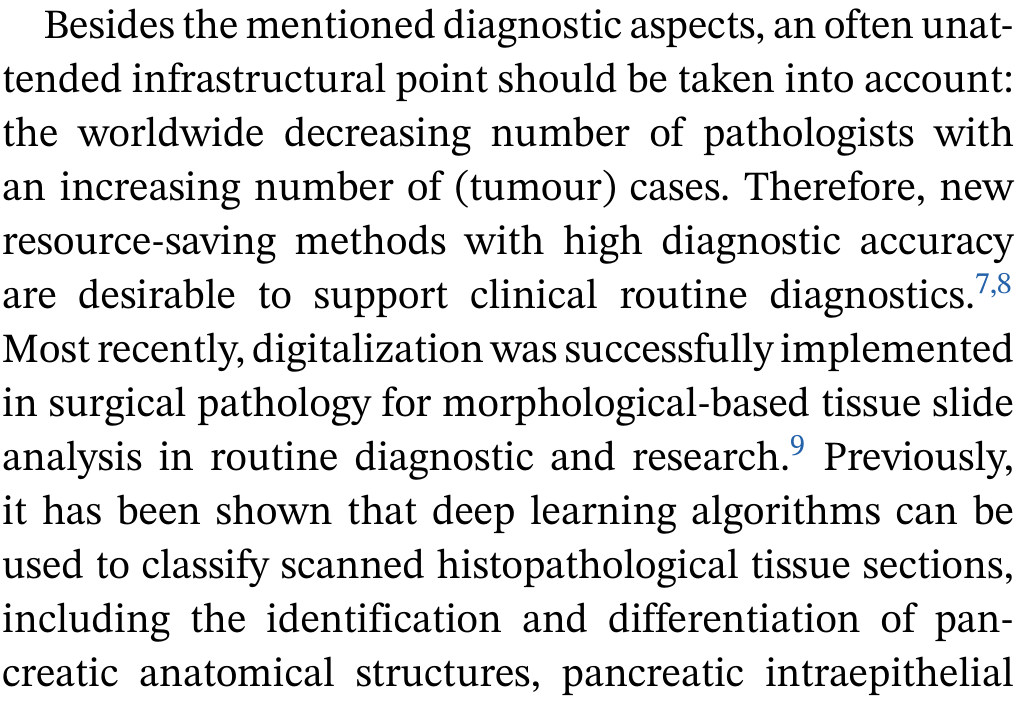 Besides the mentioned diagnostic aspects, an often unat-
tended infrastructural point should be taken into account:
the worldwide decreasing number of pathologists with
an increasing number of (tumour) cases. Therefore, new
resource-saving methods with high diagnostic accuracy
are desirable to support clinical routine diagnostics.7,8
Most recently, digitalization was successfully implemented
in surgical pathology for morphological-based tissue slide
analysis in routine diagnostic and research.9 Previously,
it has been shown that deep learning algorithms can be
used to classify scanned histopathological tissue sections,
including the identification and differentiation of pan-
creatic anatomical structures, pancreatic intraepithelial